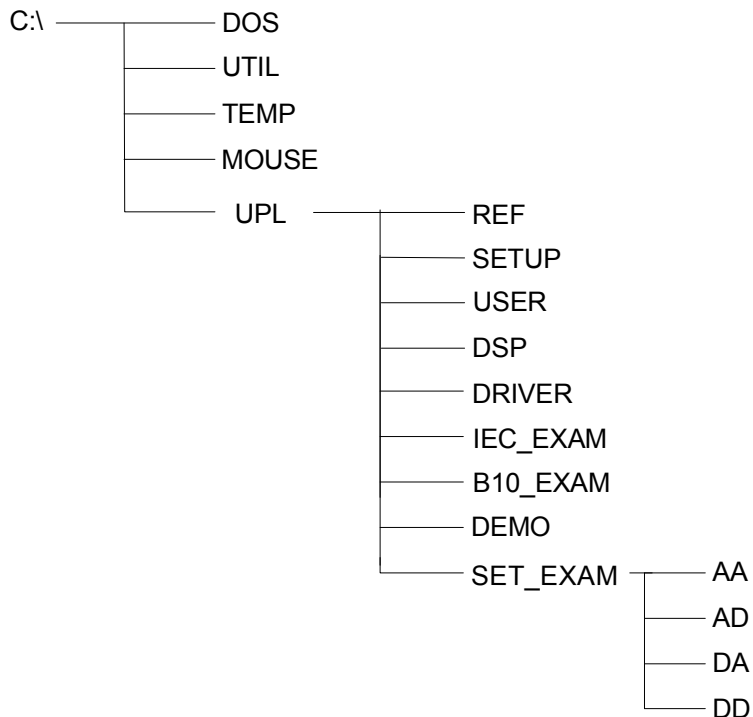 C:\ DOS
UTIL
TEMP
MOUSE
UPL REF
SETUP
USER
DSP
DRIVER
IEC_EXAM
B10_EXAM
DEMO
SET_EXAM AA
AD
DA
DD